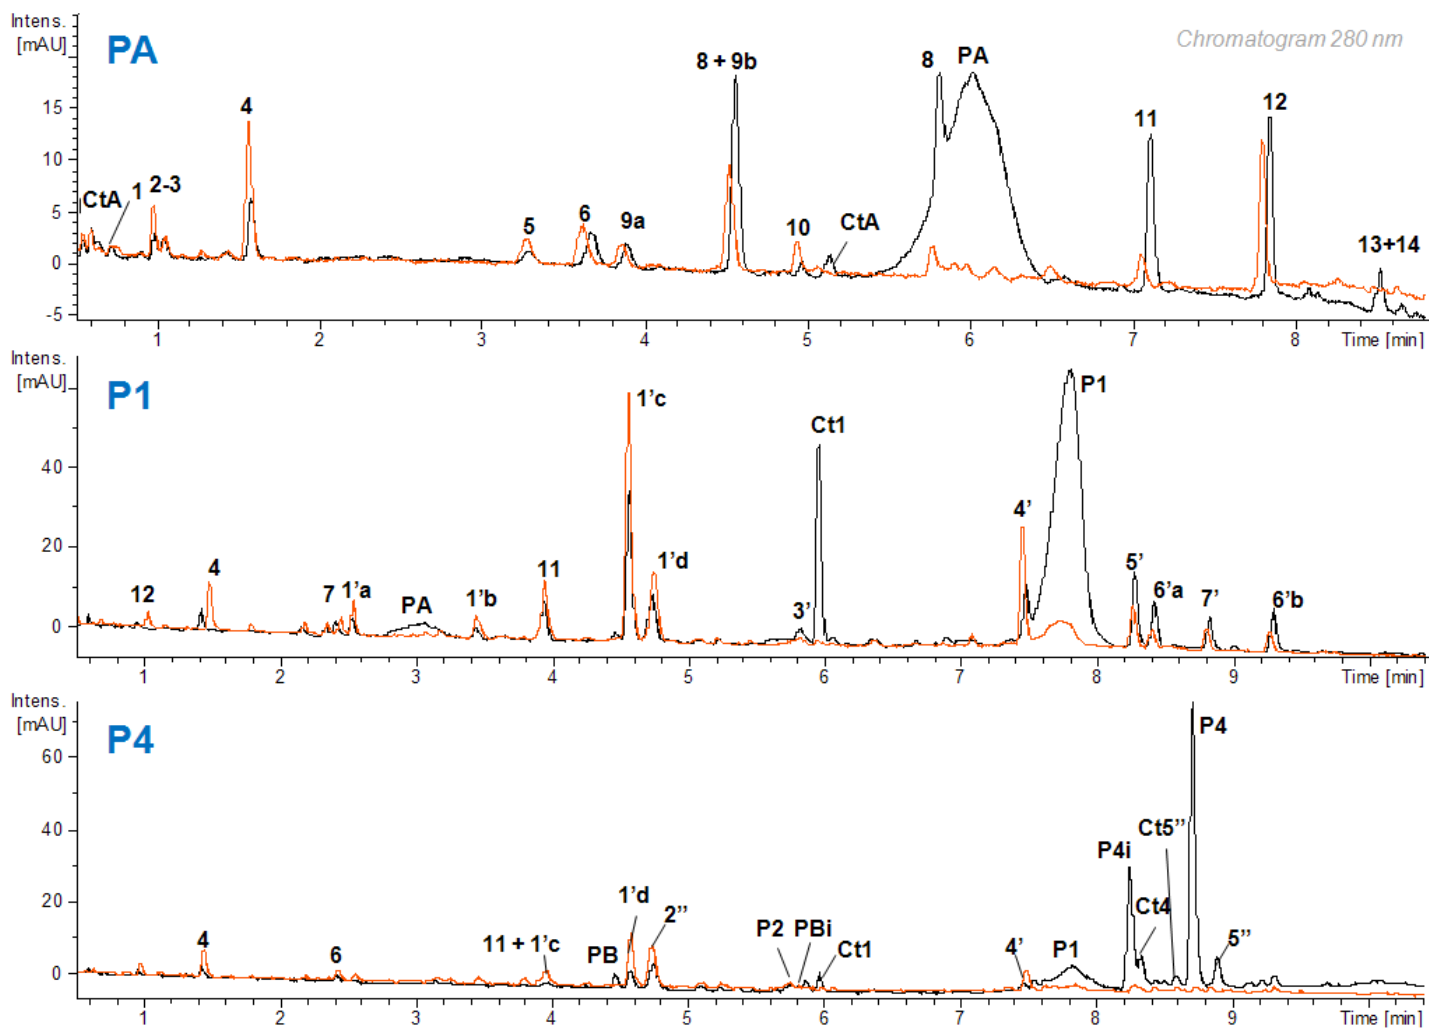 Intens.
[mAU]
PA
Chromatogram 280 nm
8 + 9b
8
PA
4
12
15
11
10
2-3
1
CtA
5
6
9a
5
10
CtA
13+14
0
-5
1
2
3
4
5
6
7
8
Time [min]
Intens.
[mAU]
P1
1'c
P1
Ct1
40
4'
20
12
4
7
1'a
PA
1'b
11
1'd
3'
5'
6'a
7'
6'b
0
1
2
3
4
5
6
7
8
9
Time [min]
Intens.
[mAU]
P4
P4
60
40
Ct5"
P4i
20
1'd
2"
Ct4
4
6
11 + 1'c
PB
P2
PBi
Ct1
4'
P1
5"
0
1
2
3
4
5
6
7
8
9
Time [min]